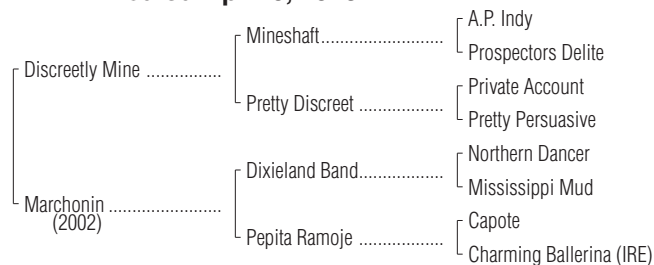 Mineshaft
A.P. Indy
Prospectors Delite
Discreetly Mine
Pretty Discreet
Private Account
Pretty Persuasive
Marchonin
(2002)
Dixieland Band
Northern Dancer
Mississippi Mud
Pepita Ramoje
Capote
Charming Ballerina (IRE)